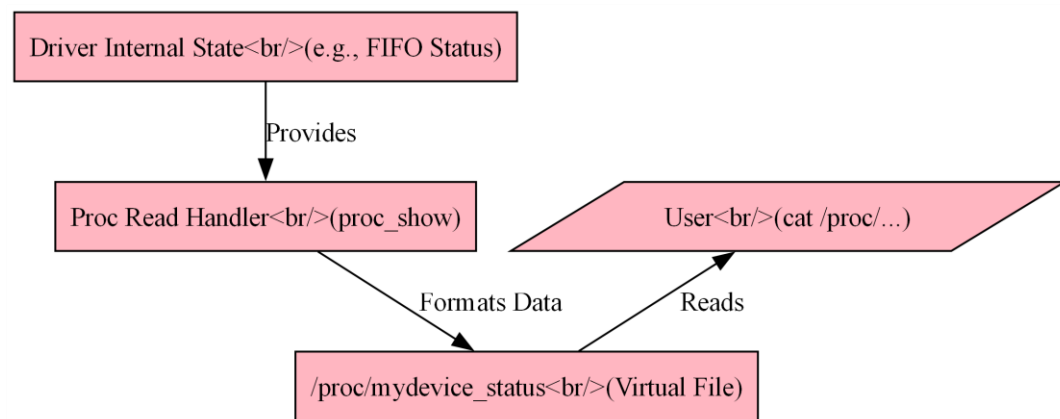 Driver Internal State<br/>(e.g., FIFO Status)
Provides
Proc Read Handler<br/>(proc_show)
User<br/>(cat /proc/...)
Formats Data
Reads
/proc/mydevice_status<br/>(Virtual File)